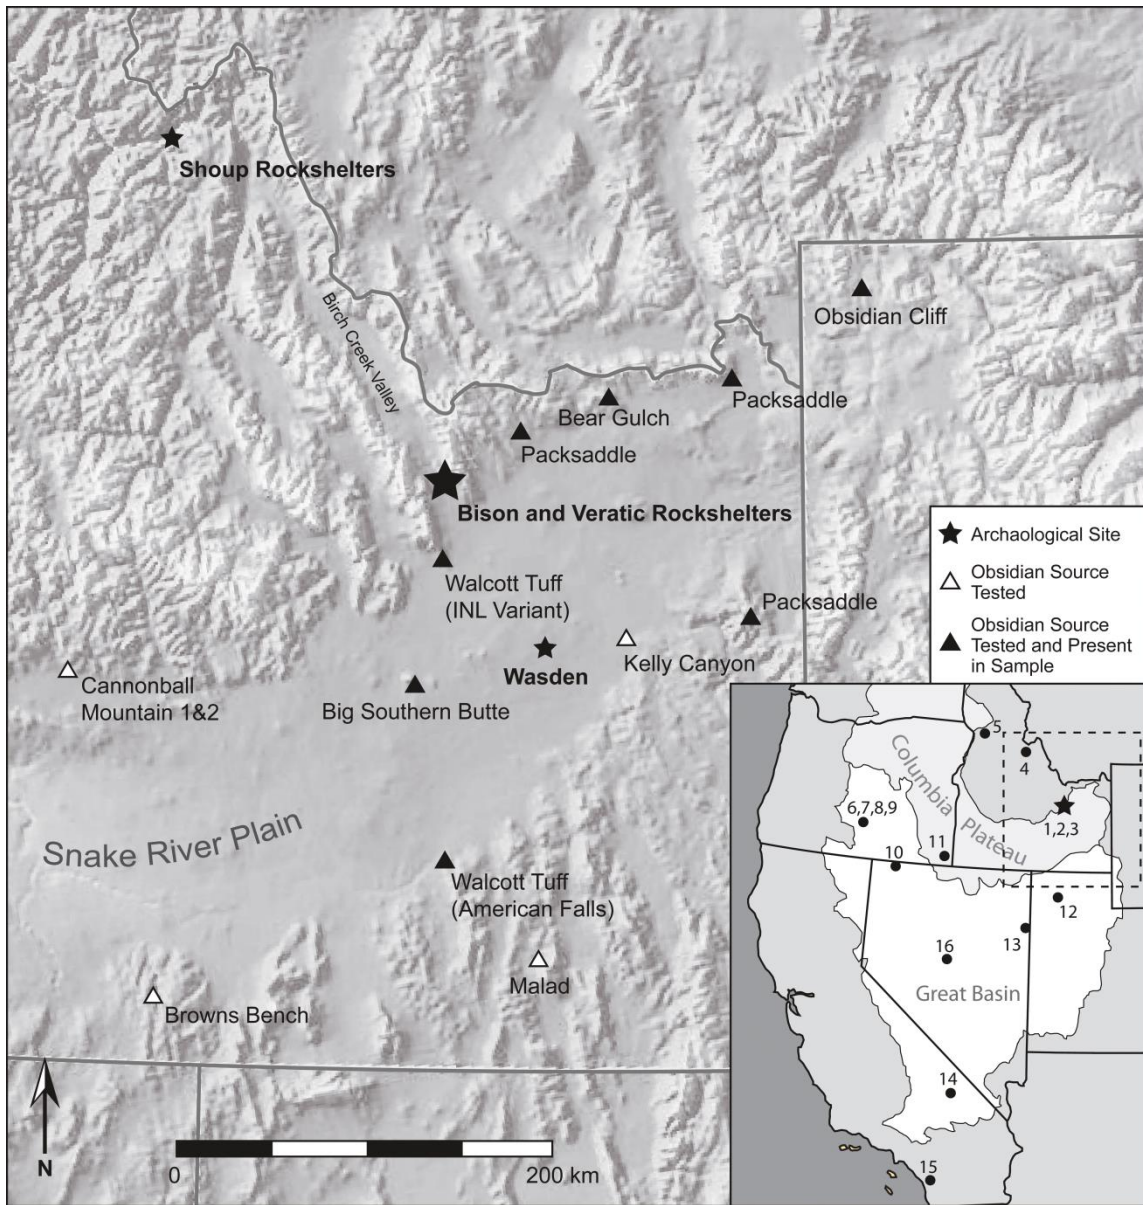 Shoup Rockshelters
Birch Creek Valley
Obsidian Cliff
Packsaddle
Bear Gulch
Packsaddle
Bison and Veratic Rockshelters
Walcott Tuff
(INL Variant)
Packsaddle
Kelly Canyon
Wasden
Cannonball
Mountain 1&2
Big Southern Butte
Snake River Plain
Walcott Tuff
(American Falls)
Malad
Browns Bench
N
0
200 km
Archaological Site
Obsidian Source
Tested
Obsidian Source
Tested and Present
in Sample
5
4
Columbia Plateau
6,7,8,9
1,2,3
11
10
12
13
16
Great Basin
14
15